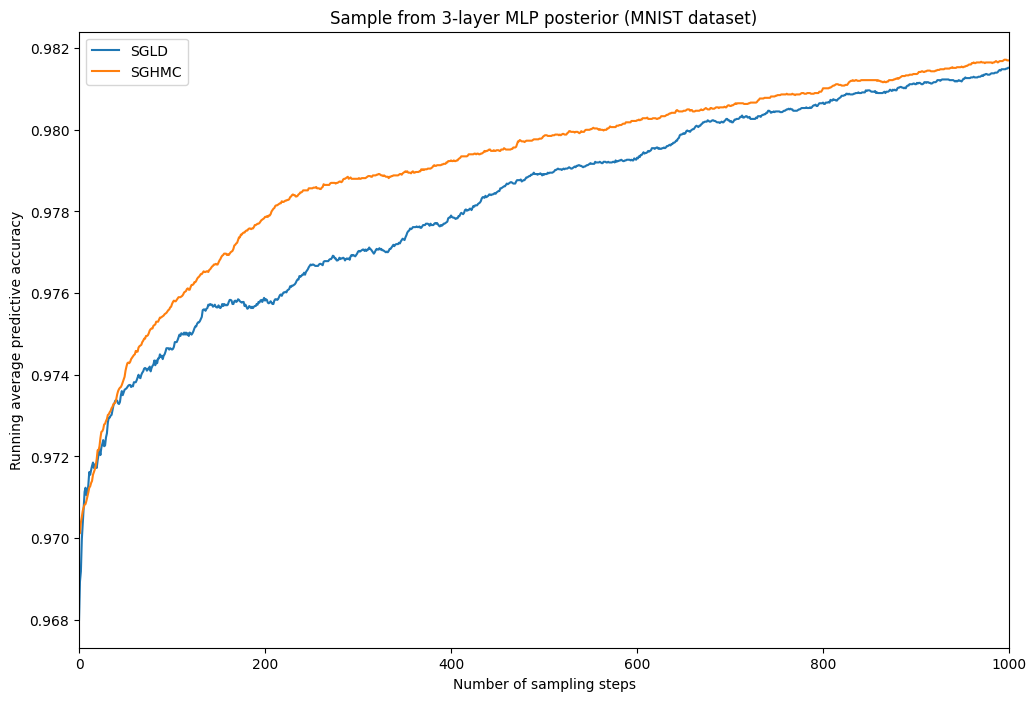 Sample from 3-layer MLP posterior (MNIST dataset)
SGLD
SGHMC
0.982
0.980
0.978
0.976
0.974
0.972
0.970
0.968
Running average predictive accuracy
0 200 400 600 800 1000
Number of sampling steps